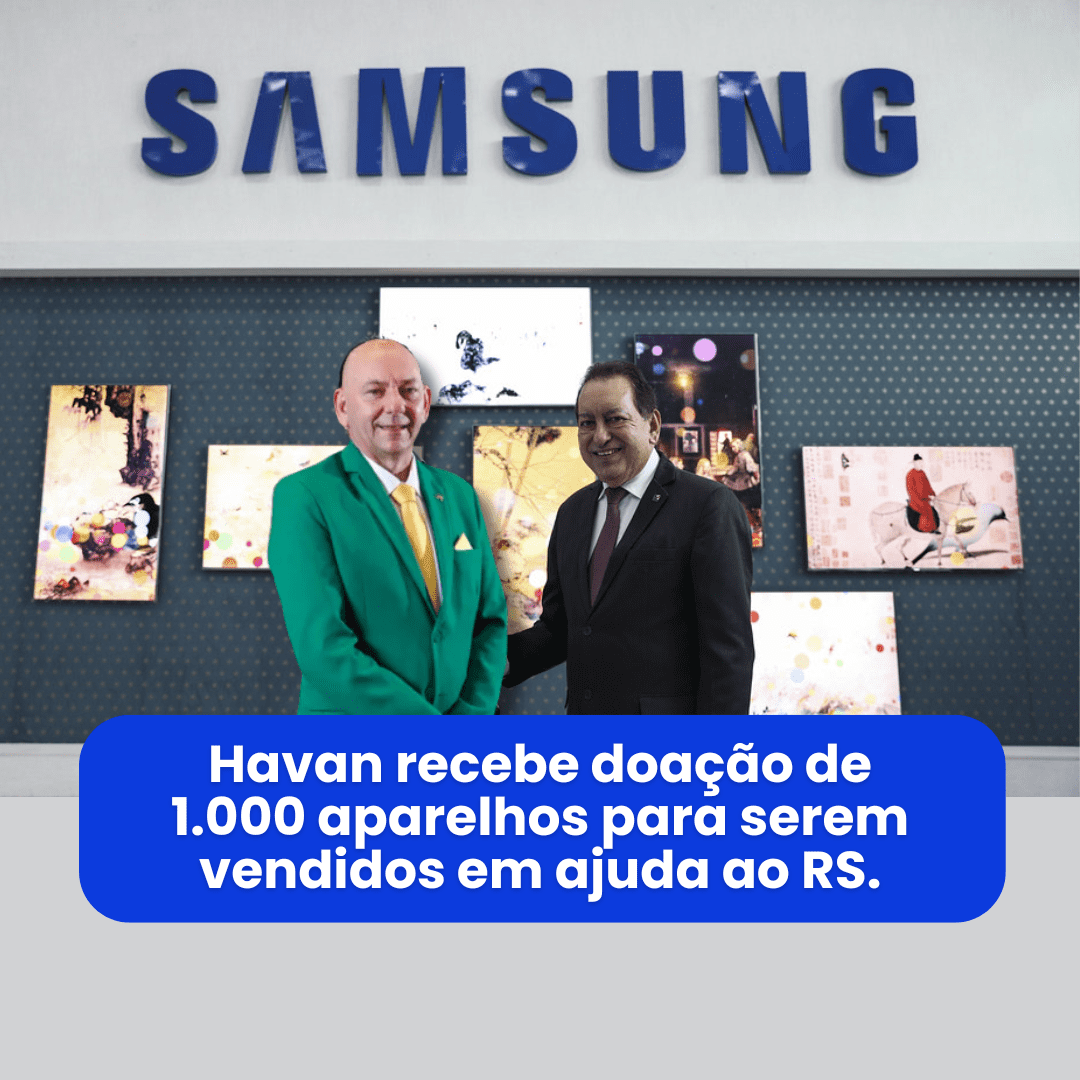 SAMSUNG
Havan recebe doação de
1.000 aparelhos para serem
vendidos em ajuda ao RS.